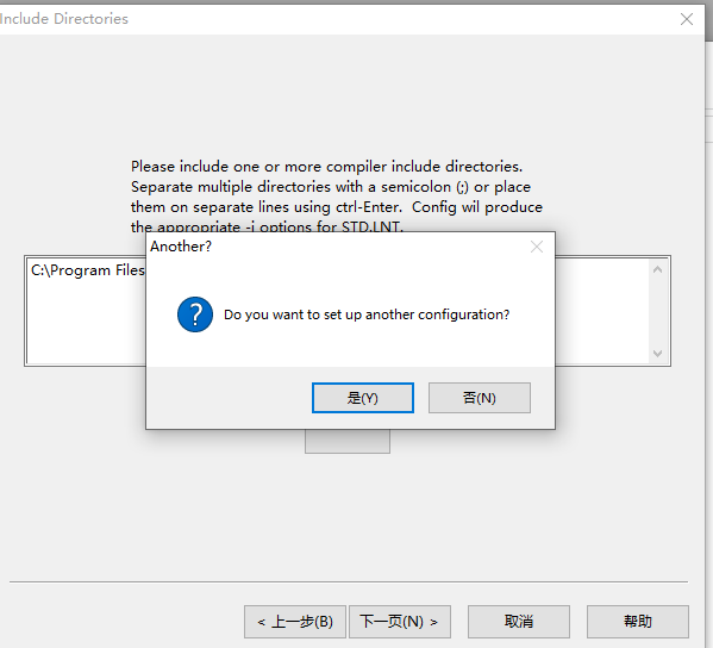 Include Directories
Please include one or more compiler include directories.
Separate multiple directories with a semicolon (;) or place
them on separate lines using ctrl-Enter. Config wil produce
the appropriate -i options for STD.LNT.
Another?
C:\Program Files
Do you want to set up another configuration?
是(Y)
否(N)
< 上一步(B)
下一页(N) >
取消
帮助